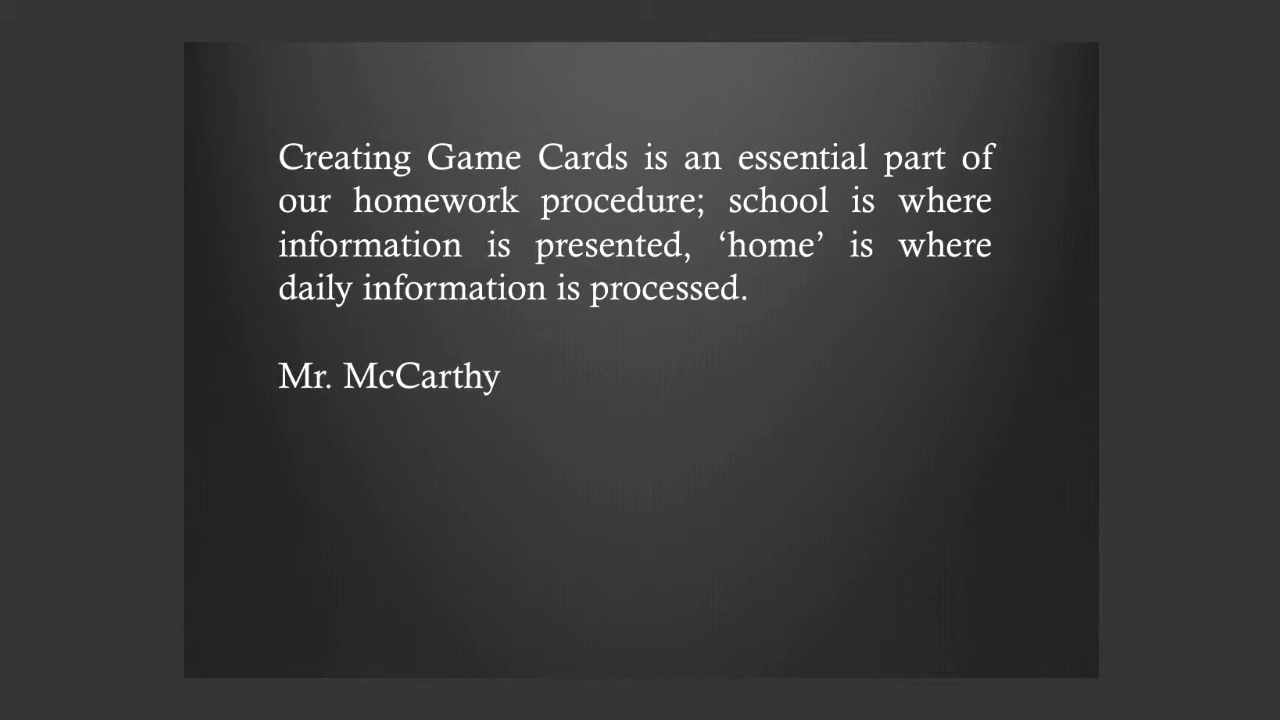 Creating Game Cards is an essential part of
our homework procedure; school is where
information is presented, ‘home’ is where
daily information is processed.
Mr. McCarthy